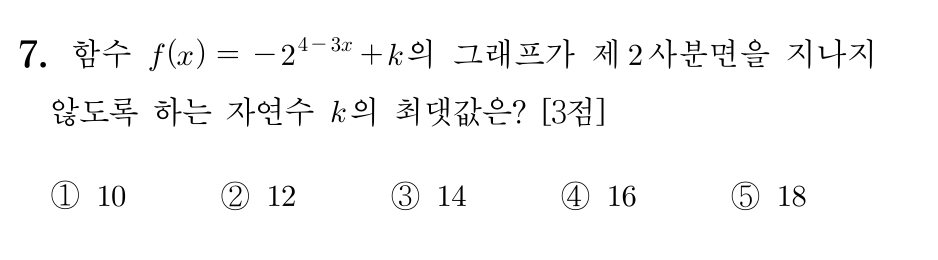 7. 함수 f(x) = −2^{4−3x} + k의 그래프가 제 2 사분면을 지나지
않도록 하는 자연수 k의 최댓값은? [3점]
① 10 ② 12 ③ 14 ④ 16 ⑤ 18